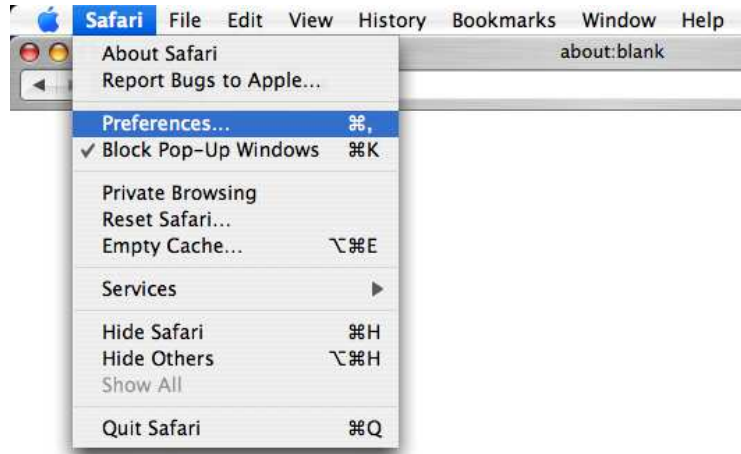 Safari File Edit View History Bookmarks Window Help
about:blank
About Safari
Report Bugs to Apple...
Preferences... ⌘,
✓ Block Pop-Up Windows ⌘K
Private Browsing
Reset Safari...
Empty Cache... ⌥⌘E
Services ▶
Hide Safari ⌘H
Hide Others ⌥⌘H
Show All
Quit Safari ⌘Q